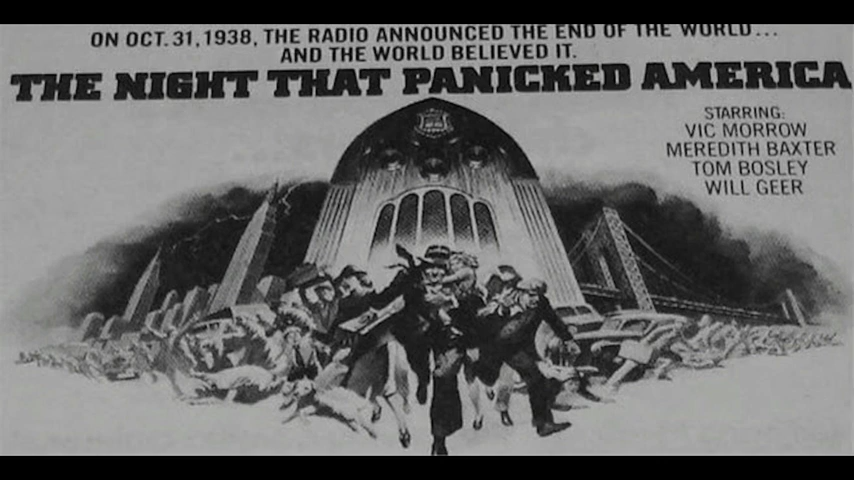 ON OCT. 31, 1938, THE RADIO ANNOUNCED THE END OF THE WORLD...
AND THE WORLD BELIEVED IT.
THE NIGHT THAT PANICKED AMERICA
STARRING:
VIC MORROW
MEREDITH BAXTER
TOM BOSLEY
WILL GEER